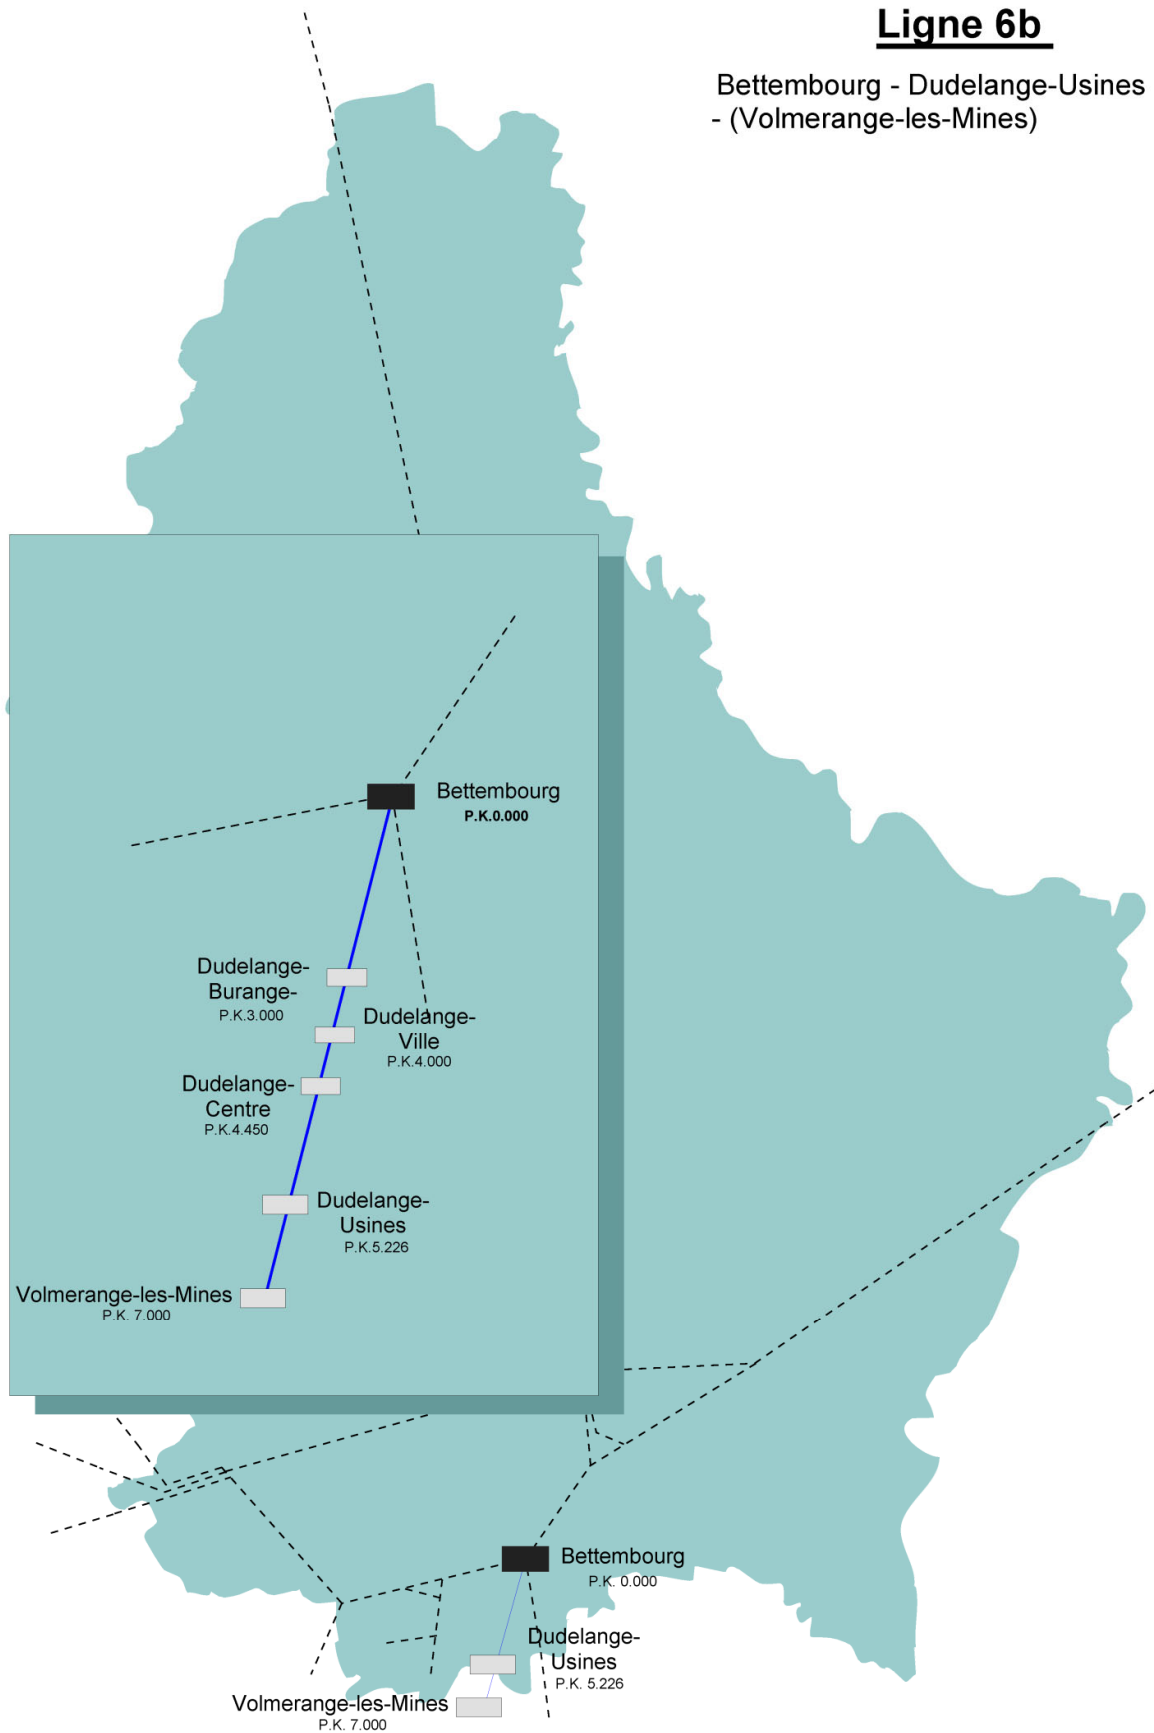 Ligne 6b
Bettembourg - Dudelange-Usines
- (Volmerange-les-Mines)
Bettembourg
P.K.0.000
Dudelange-
Burange-
P.K.3.000
Dudelange-
Ville
P.K.4.000
Dudelange-
Centre
P.K.4.450
Dudelange-
Usines
P.K.5.226
Volmerange-les-Mines
P.K. 7.000
Bettembourg
P.K. 0.000
Dudelange-
Usines
P.K. 5.226
Volmerange-les-Mines
P.K. 7.000